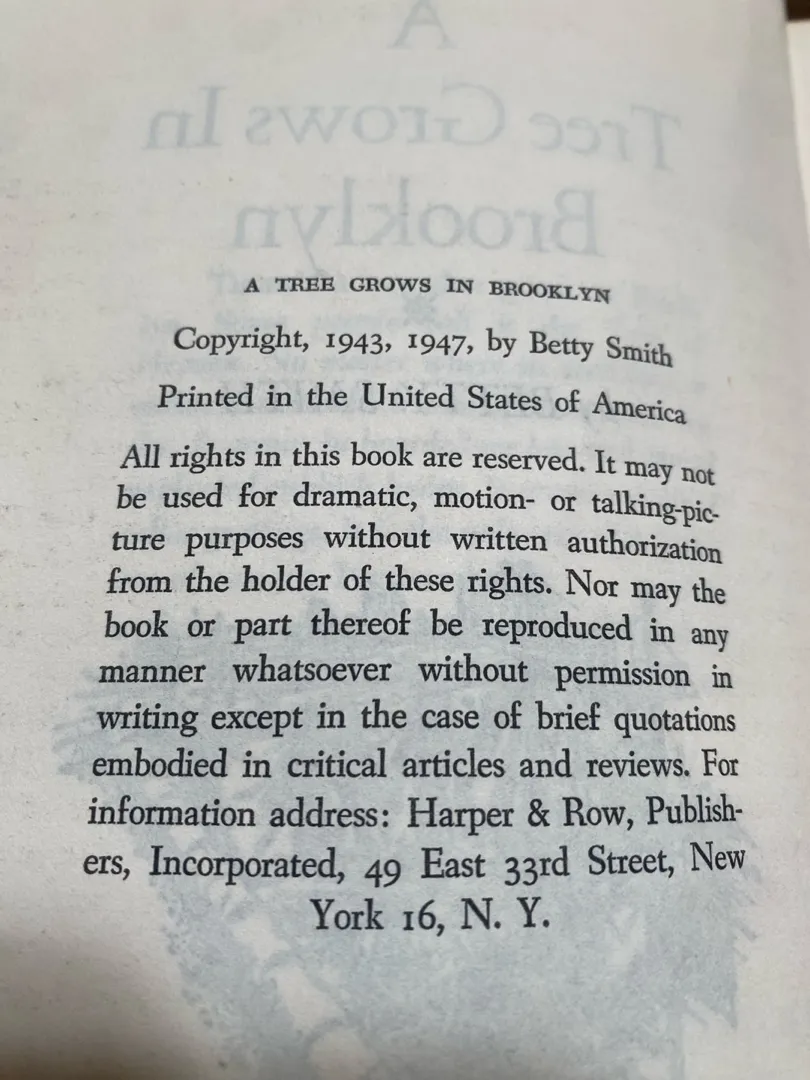 A
Tree Grows In
Brooklyn
A TREE GROWS IN BROOKLYN
Copyright, 1943, 1947, by Betty Smith
Printed in the United States of America
All rights in this book are reserved. It may not
be used for dramatic, motion- or talking-pic-
ture purposes without written authorization
from the holder of these rights. Nor may the
book or part thereof be reproduced in any
manner whatsoever without permission in
writing except in the case of brief quotations
embodied in critical articles and reviews. For
information address: Harper & Row, Publish-
ers, Incorporated, 49 East 33rd Street, New
York 16, N. Y.